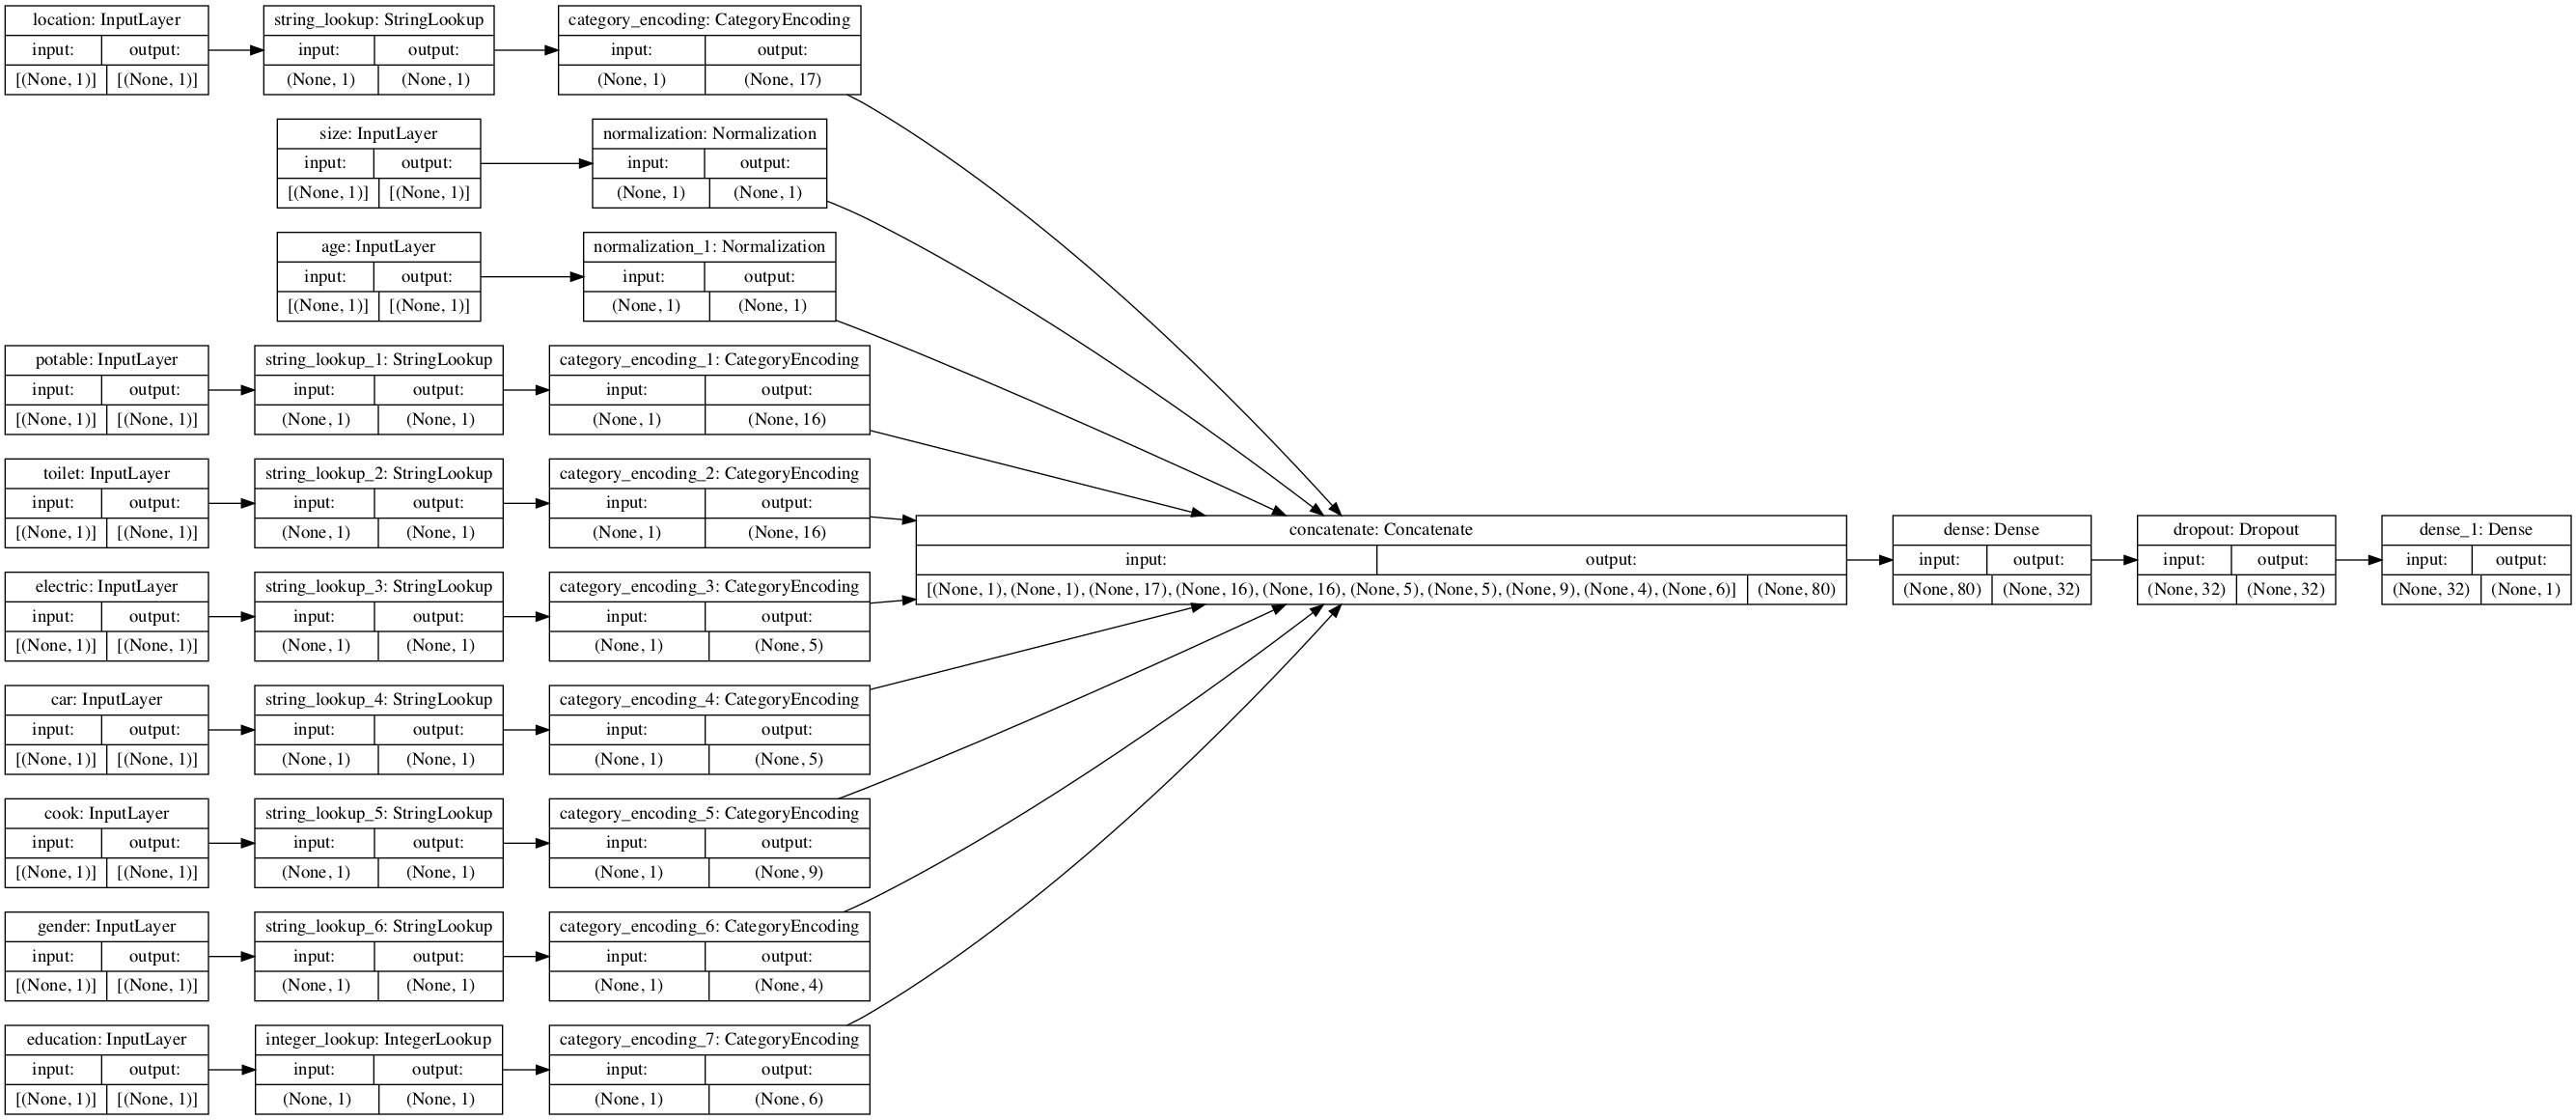 location: InputLayer
input: output:
[(None, 1)] [(None, 1)]
string_lookup: StringLookup
input: output:
(None, 1) (None, 1)
category_encoding: CategoryEncoding
input: output:
(None, 1) (None, 17)
size: InputLayer
input: output:
[(None, 1)] [(None, 1)]
normalization: Normalization
input: output:
(None, 1) (None, 1)
age: InputLayer
input: output:
[(None, 1)] [(None, 1)]
normalization_1: Normalization
input: output:
(None, 1) (None, 1)
potable: InputLayer
input: output:
[(None, 1)] [(None, 1)]
string_lookup_1: StringLookup
input: output:
(None, 1) (None, 1)
category_encoding_1: CategoryEncoding
input: output:
(None, 1) (None, 16)
toilet: InputLayer
input: output:
[(None, 1)] [(None, 1)]
string_lookup_2: StringLookup
input: output:
(None, 1) (None, 1)
category_encoding_2: CategoryEncoding
input: output:
(None, 1) (None, 16)
electric: InputLayer
input: output:
[(None, 1)] [(None, 1)]
string_lookup_3: StringLookup
input: output:
(None, 1) (None, 1)
category_encoding_3: CategoryEncoding
input: output:
(None, 1) (None, 5)
car: InputLayer
input: output:
[(None, 1)] [(None, 1)]
string_lookup_4: StringLookup
input: output:
(None, 1) (None, 1)
category_encoding_4: CategoryEncoding
input: output:
(None, 1) (None, 5)
cook: InputLayer
input: output:
[(None, 1)] [(None, 1)]
string_lookup_5: StringLookup
input: output:
(None, 1) (None, 1)
category_encoding_5: CategoryEncoding
input: output:
(None, 1) (None, 9)
gender: InputLayer
input: output:
[(None, 1)] [(None, 1)]
string_lookup_6: StringLookup
input: output:
(None, 1) (None, 1)
category_encoding_6: CategoryEncoding
input: output:
(None, 1) (None, 4)
education: InputLayer
input: output:
[(None, 1)] [(None, 1)]
integer_lookup: IntegerLookup
input: output:
(None, 1) (None, 1)
category_encoding_7: CategoryEncoding
input: output:
(None, 1) (None, 6)
concatenate: Concatenate
input: output:
[(None, 1), (None, 1), (None, 17), (None, 16), (None, 16), (None, 5), (None, 5), (None, 9), (None, 4), (None, 6)] (None, 80)
dense: Dense
input: output:
(None, 80) (None, 32)
dropout: Dropout
input: output:
(None, 32) (None, 32)
dense_1: Dense
input: output:
(None, 32) (None, 1)